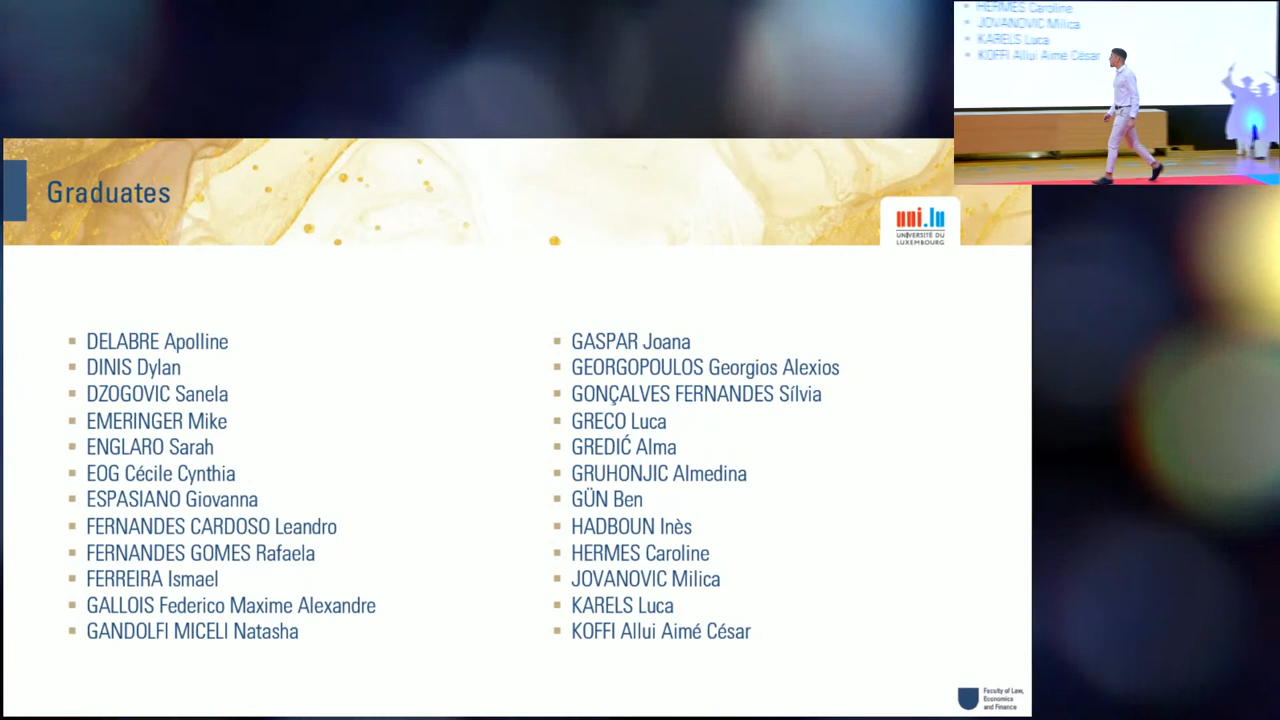 HERMES Caroline
JOVANOVIC Milica
KARELS Luca
KOFFI Allui Aimé César
Graduates
uni.lu
UNIVERSITÉ DU
LUXEMBOURG
DELABRE Apolline
DINIS Dylan
DZOGOVIC Sanela
EMERINGER Mike
ENGLARO Sarah
EOG Cécile Cynthia
ESPASIANO Giovanna
FERNANDES CARDOSO Leandro
FERNANDES GOMES Rafaela
FERREIRA Ismael
GALLOIS Federico Maxime Alexandre
GANDOLFI MICELI Natasha
GASPAR Joana
GEORGOPOULOS Georgios Alexios
GONÇALVES FERNANDES Sílvia
GRECO Luca
GREDIĆ Alma
GRUHONJIC Almedina
GÜN Ben
HADBOUN Inès
HERMES Caroline
JOVANOVIC Milica
KARELS Luca
KOFFI Allui Aimé César
Faculty of Law,
Economics
and Finance